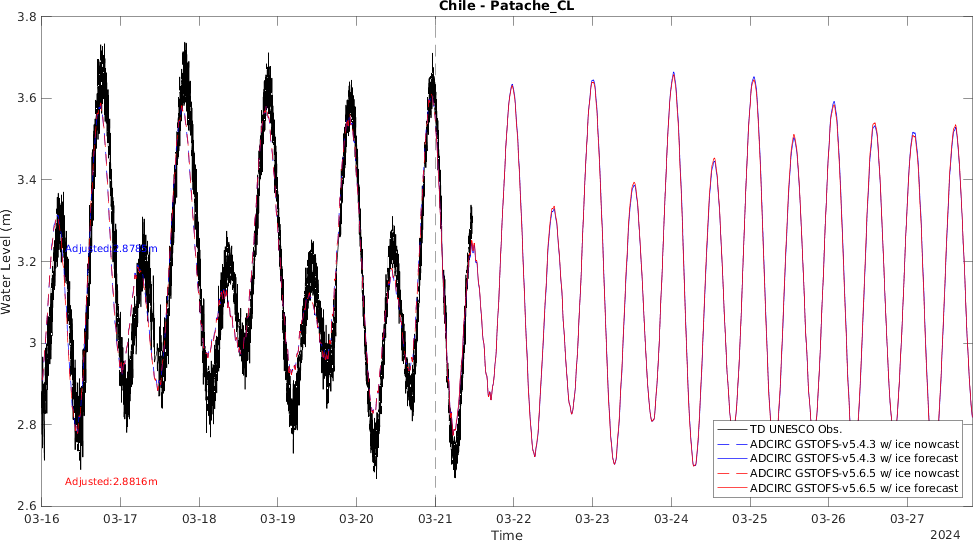 Chile - Patache_CL
3.8
3.6
3.4
3.2
3
2.8
2.6
Water Level (m)
Adjusted:2.8816m
TD UNESCO Obs.
ADCIRC GSTOFS-v5.4.3 w/ ice nowcast
ADCIRC GSTOFS-v5.4.3 w/ ice forecast
ADCIRC GSTOFS-v5.6.5 w/ ice nowcast
ADCIRC GSTOFS-v5.6.5 w/ ice forecast
03-16 03-17 03-18 03-19 03-20 03-21 03-22 03-23 03-24 03-25 03-26 03-27
Time
2024